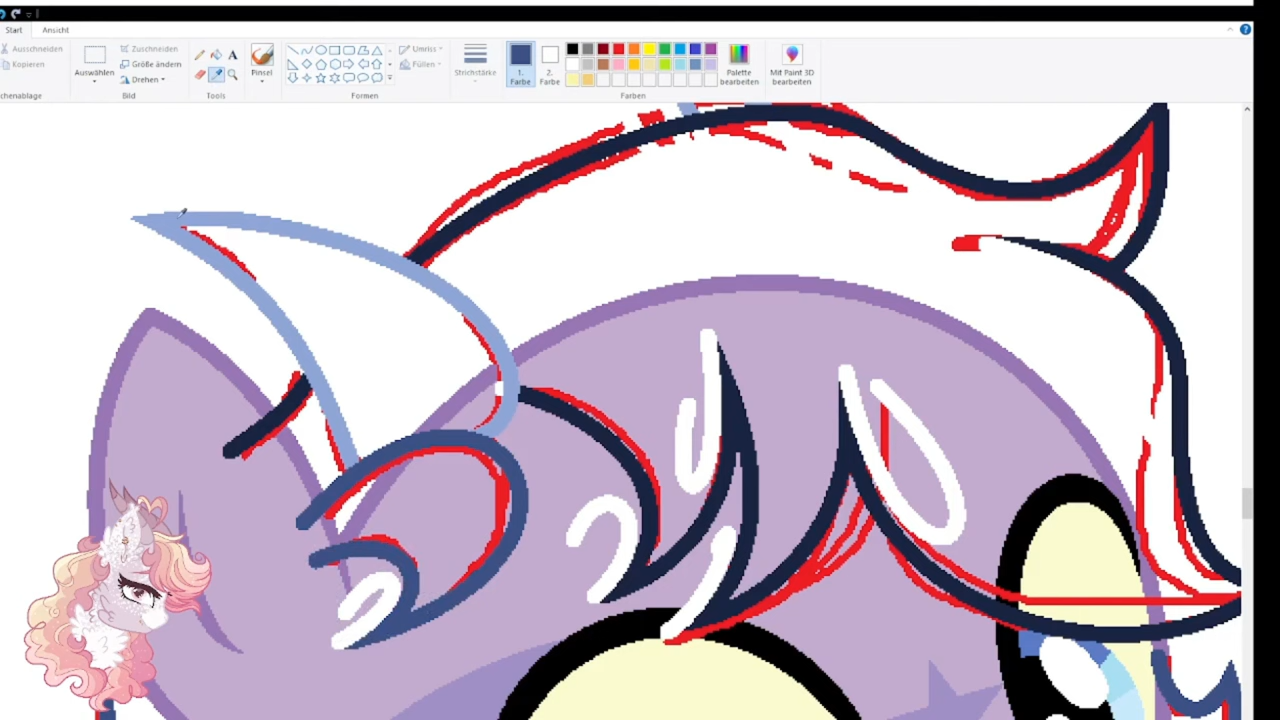 Start Ansicht
Ausschneiden
Kopieren
Auswählen
Zuschneiden
Größe ändern
Drehen
A
Pinsel
Umriss
Füllen
Strichstärke
1.
Farbe
2.
Farbe
Palette
bearbeiten
Mit Paint 3D
bearbeiten
chenablage Bild Tools Formen Farben